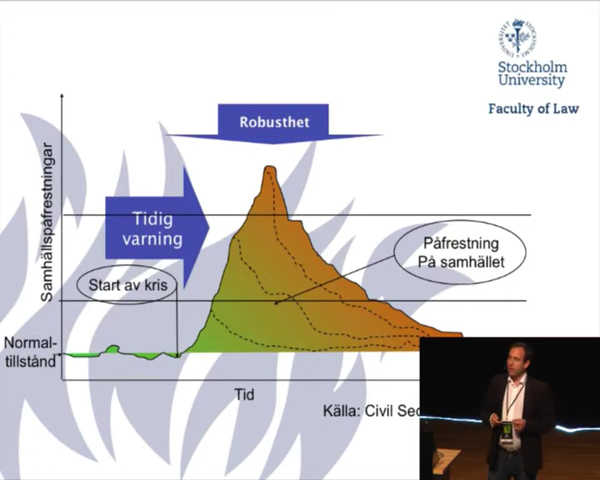 Stockholm
University
Faculty of Law
Robusthet
Samhällspåfrestningar
Tidig
varning
Påfrestning
På samhället
Start av kris
Normal-
tillstånd
Tid
Källa: Civil Sec